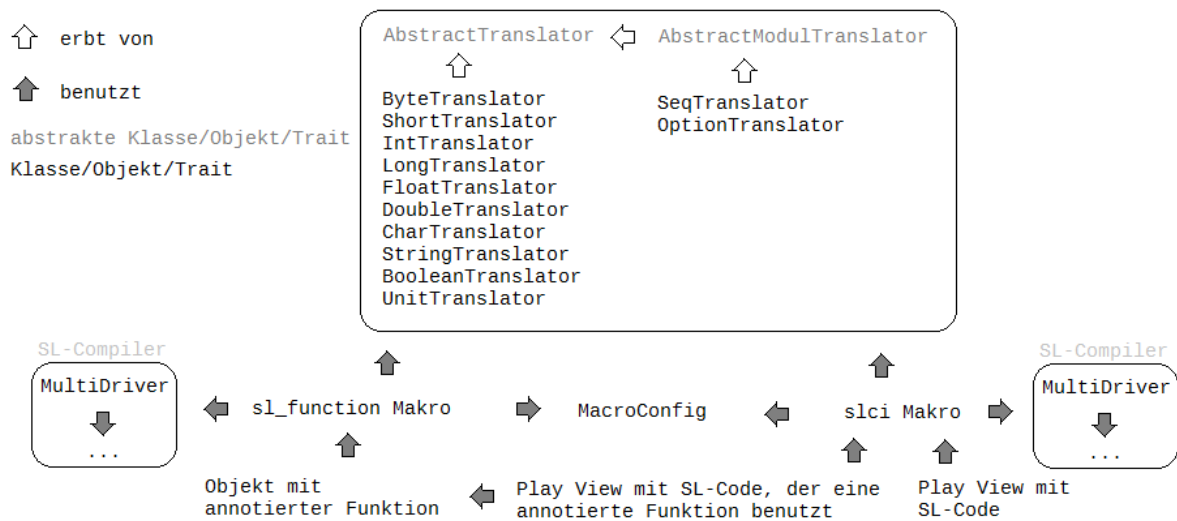 erbt von
benutzt
abstrakte Klasse/Objekt/Trait
Klasse/Objekt/Trait
AbstractTranslator
AbstractModulTranslator
ByteTranslator
ShortTranslator
IntTranslator
LongTranslator
FloatTranslator
DoubleTranslator
CharTranslator
StringTranslator
BooleanTranslator
UnitTranslator
SeqTranslator
OptionTranslator
SL-Compiler
MultiDriver
...
sl_function Makro
MacroConfig
slci Makro
SL-Compiler
MultiDriver
...
Objekt mit
annotierter Funktion
Play View mit SL-Code, der eine
annotierte Funktion benutzt
Play View mit
SL-Code